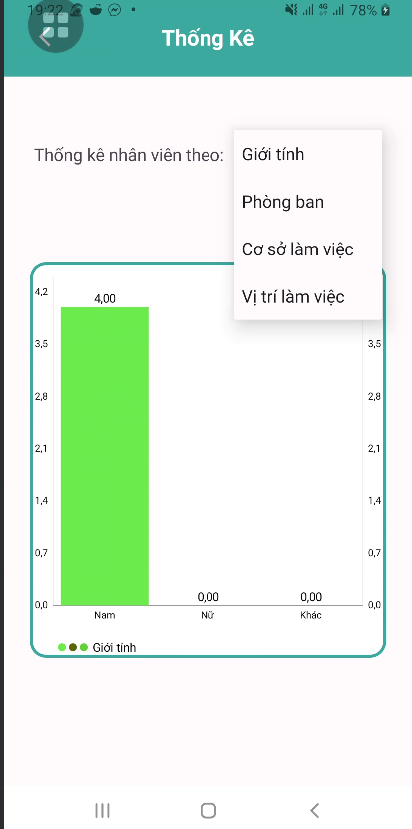 19:22 4G 78%
Thống Kê
Thống kê nhân viên theo:
Giới tính
Phòng ban
Cơ sở làm việc
Vị trí làm việc
4,2
4,00
3,5 3,5
2,8 2,8
2,1 2,1
1,4 1,4
0,7 0,7
0,00 0,00
0,0 0,0
Nam Nữ Khác
Giới tính